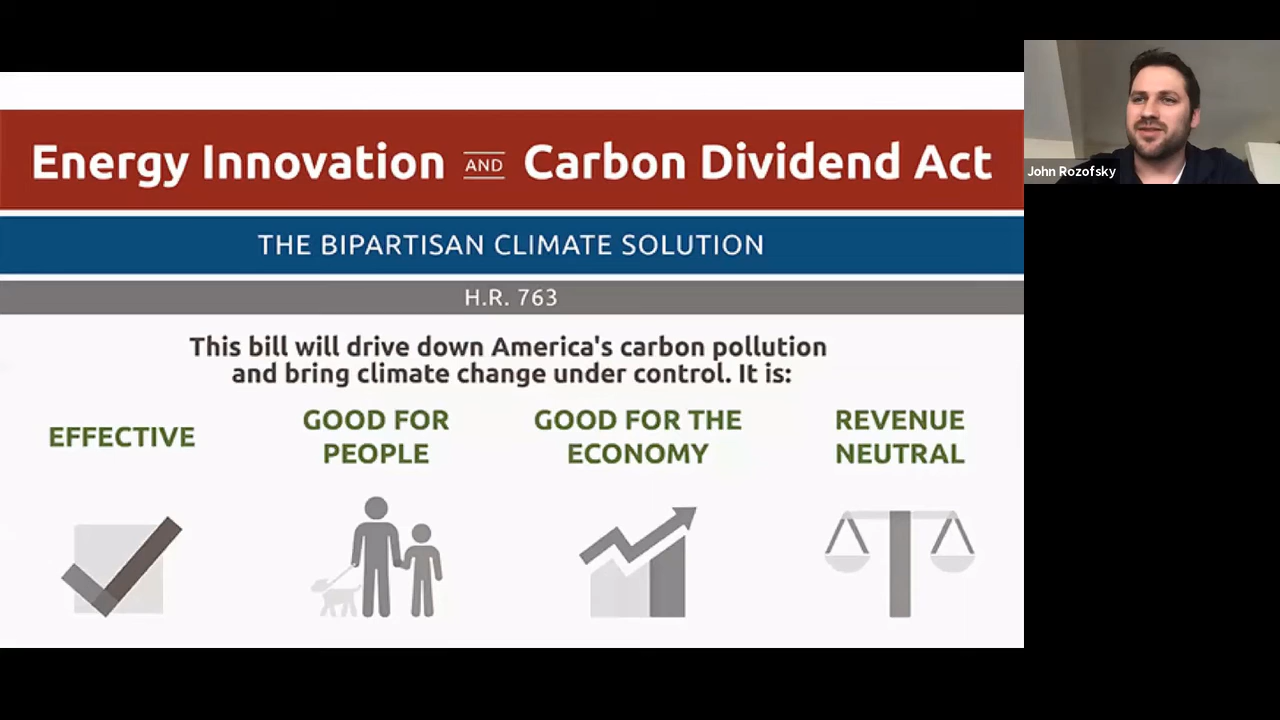 Energy Innovation AND Carbon Dividend Act
THE BIPARTISAN CLIMATE SOLUTION
H.R. 763
This bill will drive down America's carbon pollution
and bring climate change under control. It is:
EFFECTIVE
GOOD FOR
PEOPLE
GOOD FOR THE
ECONOMY
REVENUE
NEUTRAL
John Rozofsky